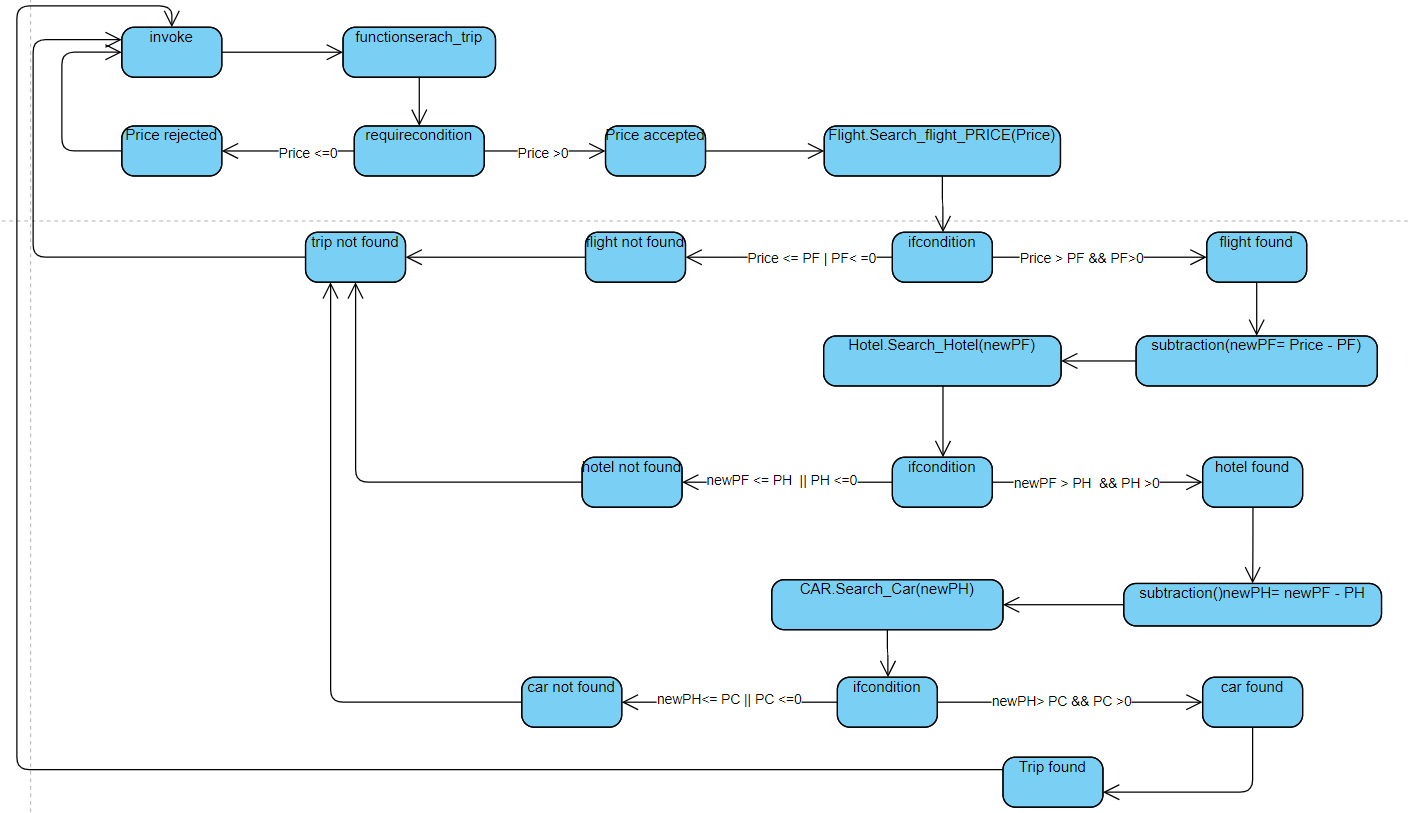 invoke
functionserach_trip
Price rejected
requirecondition
Price accepted
Flight.Search_flight_PRICE(Price)
Price <=0
Price >0
trip not found
flight not found
ifcondition
flight found
Price <= PF | PF< =0
Price > PF && PF>0
Hotel.Search_Hotel(newPF)
subtraction(newPF= Price - PF)
hotel not found
ifcondition
hotel found
newPF <= PH || PH <=0
newPF > PH && PH >0
CAR.Search_Car(newPH)
subtraction()newPH= newPF - PH
car not found
ifcondition
car found
newPH<= PC || PC <=0
newPH> PC && PC >0
Trip found